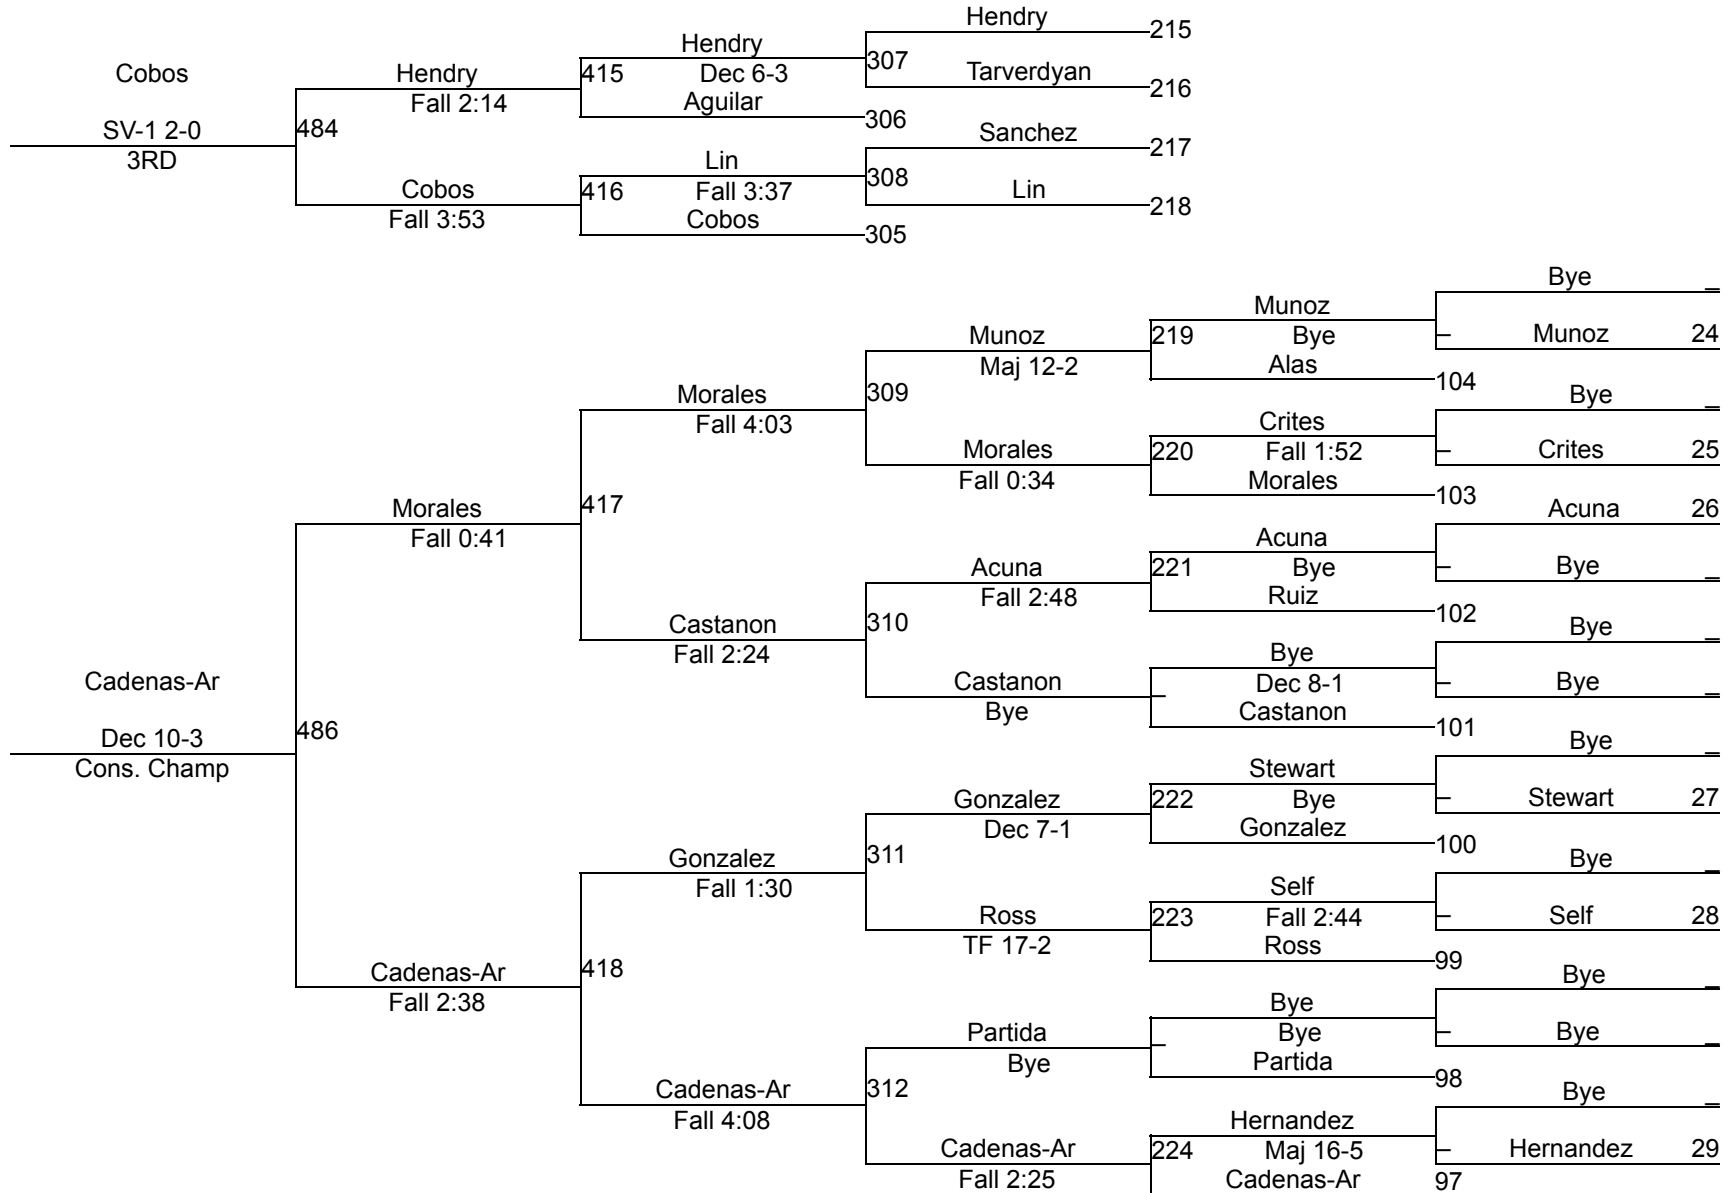 Hendry
215
Hendry
307
Cobos
Hendry
415
Dec 6-3
Tarverdyan
216
Fall 2:14
Aguilar
306
SV-1 2-0
484
Sanchez
217
3RD
Lin
308
Cobos
416
Fall 3:37
Lin
218
Fall 3:53
Cobos
305
Bye _
Munoz
Munoz
219
Bye
– Munoz 24
Maj 12-2
Alas
104
Morales
309
Bye _
Fall 4:03
Crites
Morales
220
Fall 1:52
– Crites 25
Fall 0:34
Morales
103
Morales
417
Acuna 26
Fall 0:41
Acuna
Acuna
221
Bye
– Bye _
Fall 2:48
Ruiz
102
Castanon
310
Bye _
Fall 2:24
Bye
Cadenas-Ar
Castanon
–
Dec 8-1
– Bye _
Bye
Castanon
101
Dec 10-3
486
Bye _
Cons. Champ
Stewart
Gonzalez
222
Bye
– Stewart 27
Dec 7-1
Gonzalez
100
Gonzalez
311
Bye _
Fall 1:30
Self
Ross
223
Fall 2:44
– Self 28
TF 17-2
Ross
99
Cadenas-Ar
418
Bye _
Fall 2:38
Bye
Partida
–
Bye
– Bye _
Bye
Partida
98
Cadenas-Ar
312
Bye _
Fall 4:08
Hernandez
Cadenas-Ar
224
Maj 16-5
– Hernandez 29
Fall 2:25
Cadenas-Ar
97